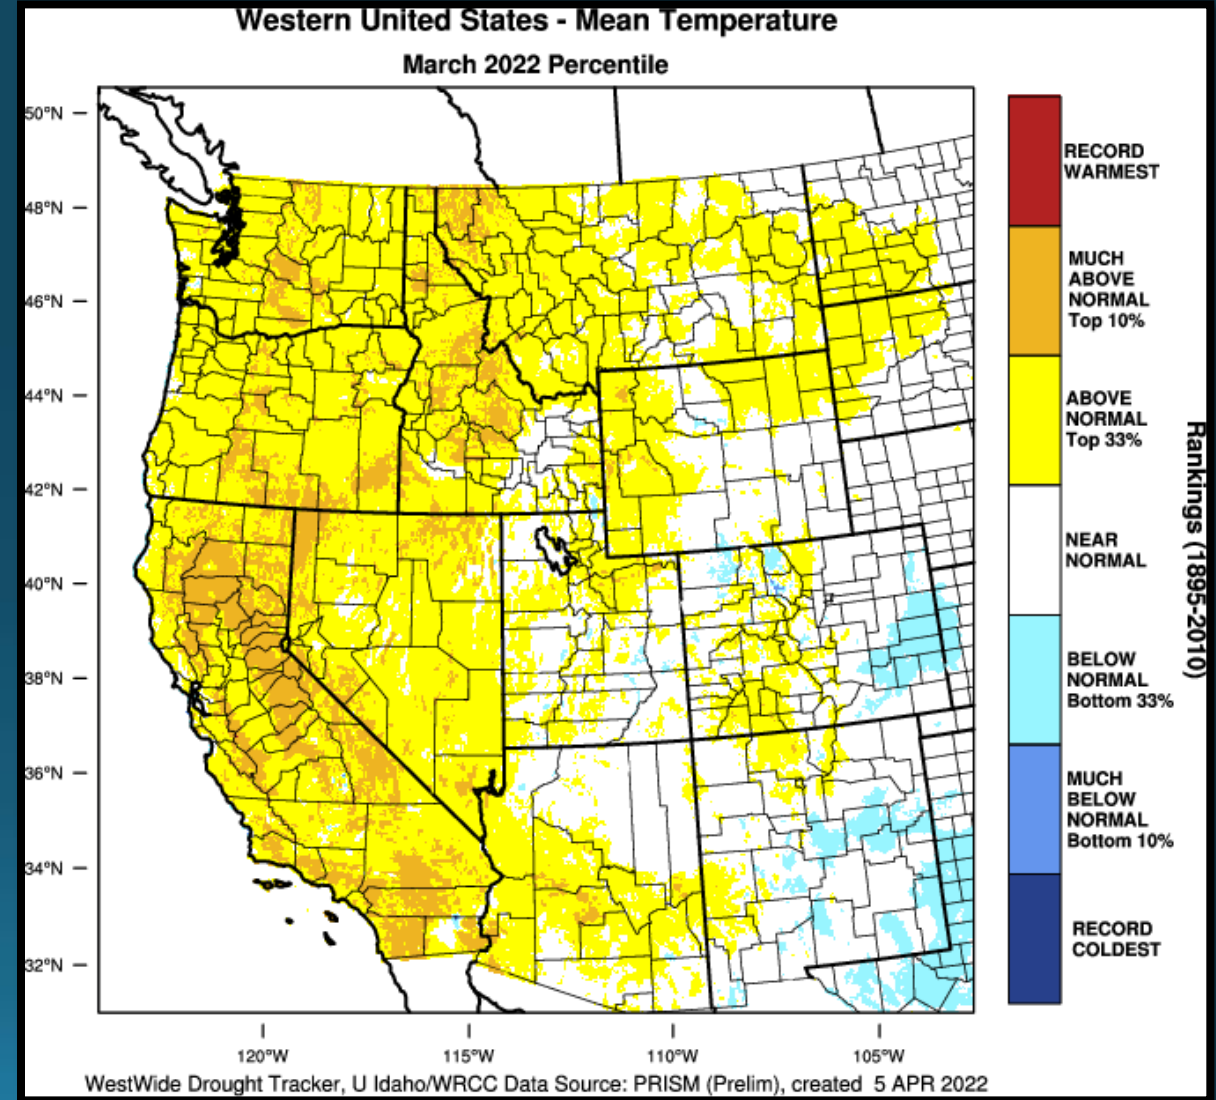 Western United States - Mean Temperature
March 2022 Percentile
50°N
48°N
46°N
44°N
42°N
40°N
38°N
36°N
34°N
32°N
120°W
115°W
110°W
105°W
RECORD
WARMEST
MUCH
ABOVE
NORMAL
Top 10%
ABOVE
NORMAL
Top 33%
NEAR
NORMAL
BELOW
NORMAL
Bottom 33%
MUCH
BELOW
NORMAL
Bottom 10%
RECORD
COLDEST
Rankings (1895-2010)
WestWide Drought Tracker, U Idaho/WRCC Data Source: PRISM (Prelim), created 5 APR 2022